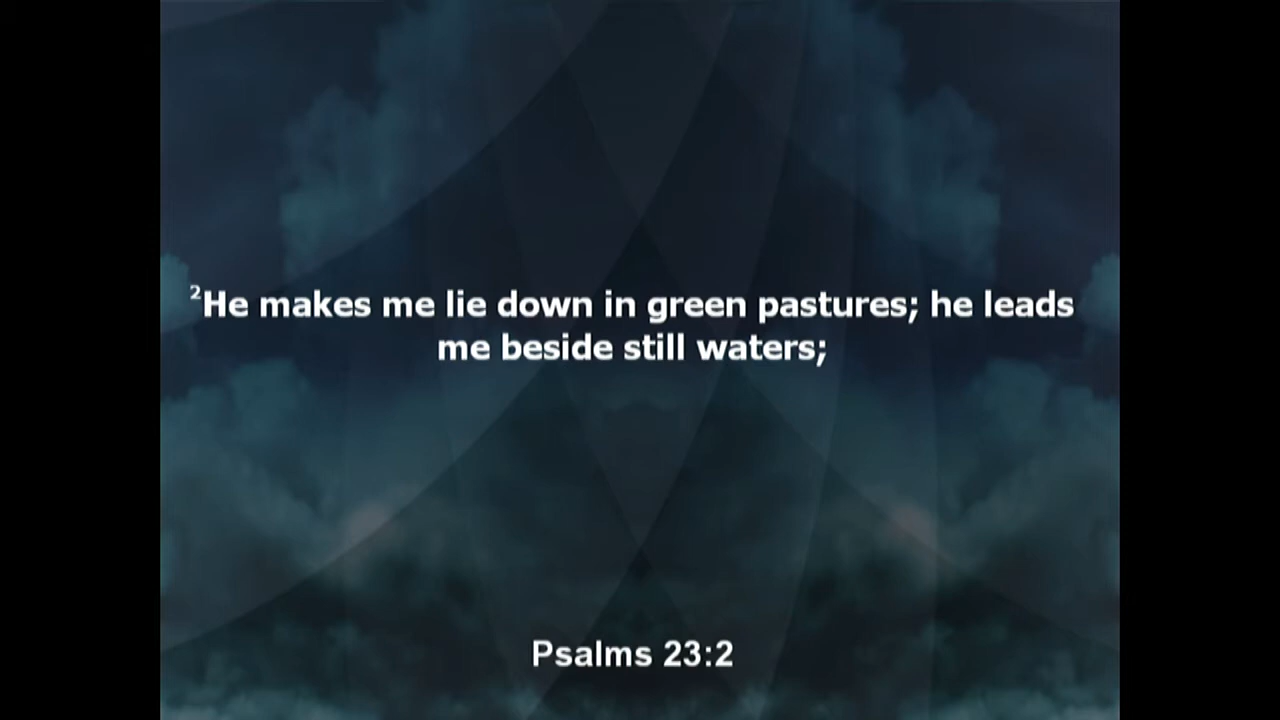 ²He makes me lie down in green pastures; he leads
me beside still waters;
Psalms 23:2